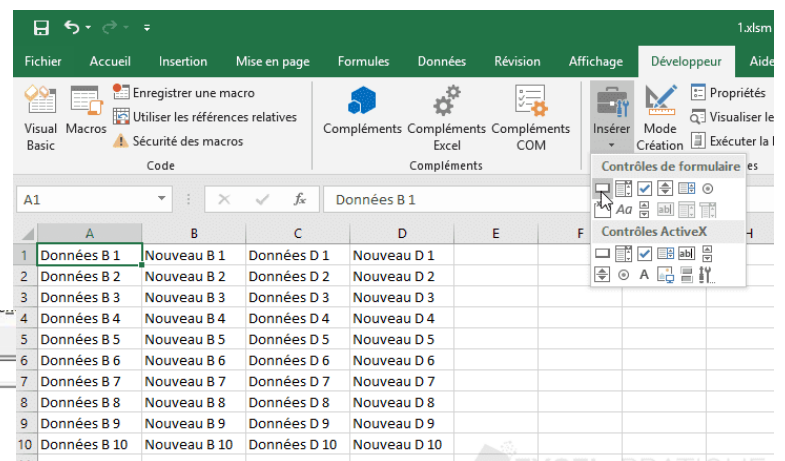 1.xlsm
Fichier Accueil Insertion Mise en page Formules Données Révision Affichage Développeur Aide
Visual Basic
Macros
Enregistrer une macro
Utiliser les références relatives
Sécurité des macros
Code
Compléments
Compléments Excel
Compléments COM
Compléments
Insérer
Mode Création
Propriétés
Visualiser le
Exécuter la
Contrôles de formulaire
es
Aa
ab|
Contrôles ActiveX
ab|
A
A1 fx Données B 1
A B C D E F H
1 Données B 1 Nouveau B 1 Données D 1 Nouveau D 1
2 Données B 2 Nouveau B 2 Données D 2 Nouveau D 2
3 Données B 3 Nouveau B 3 Données D 3 Nouveau D 3
4 Données B 4 Nouveau B 4 Données D 4 Nouveau D 4
5 Données B 5 Nouveau B 5 Données D 5 Nouveau D 5
6 Données B 6 Nouveau B 6 Données D 6 Nouveau D 6
7 Données B 7 Nouveau B 7 Données D 7 Nouveau D 7
8 Données B 8 Nouveau B 8 Données D 8 Nouveau D 8
9 Données B 9 Nouveau B 9 Données D 9 Nouveau D 9
10 Données B 10 Nouveau B 10 Données D 10 Nouveau D 10